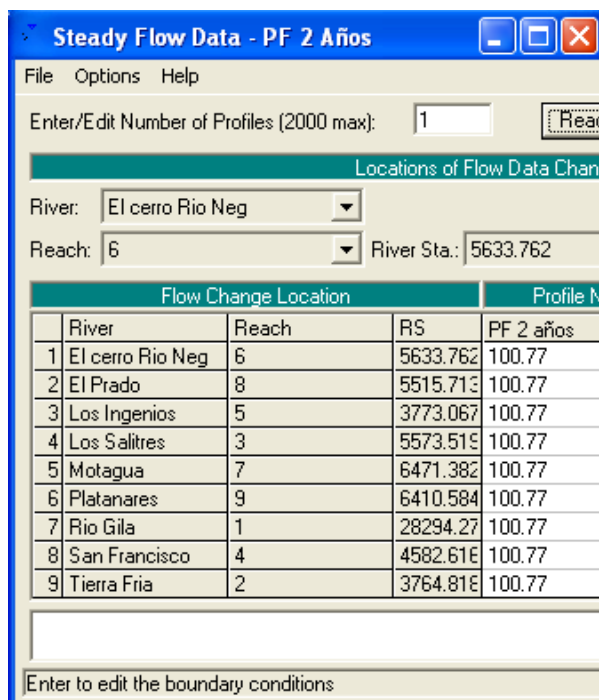 Steady Flow Data - PF 2 Años
File Options Help
Enter/Edit Number of Profiles (2000 max): 1
Locations of Flow Data Chan
River: El cerro Rio Neg
Reach: 6 River Sta.: 5633.762
Flow Change Location Profile N
River Reach RS PF 2 años
1 El cerro Rio Neg 6 5633.762 100.77
2 El Prado 8 5515.713 100.77
3 Los Ingenios 5 3773.067 100.77
4 Los Salitres 3 5573.519 100.77
5 Motagua 7 6471.382 100.77
6 Platanares 9 6410.584 100.77
7 Rio Gila 1 28294.27 100.77
8 San Francisco 4 4582.616 100.77
9 Tierra Fria 2 3764.818 100.77
Enter to edit the boundary conditions